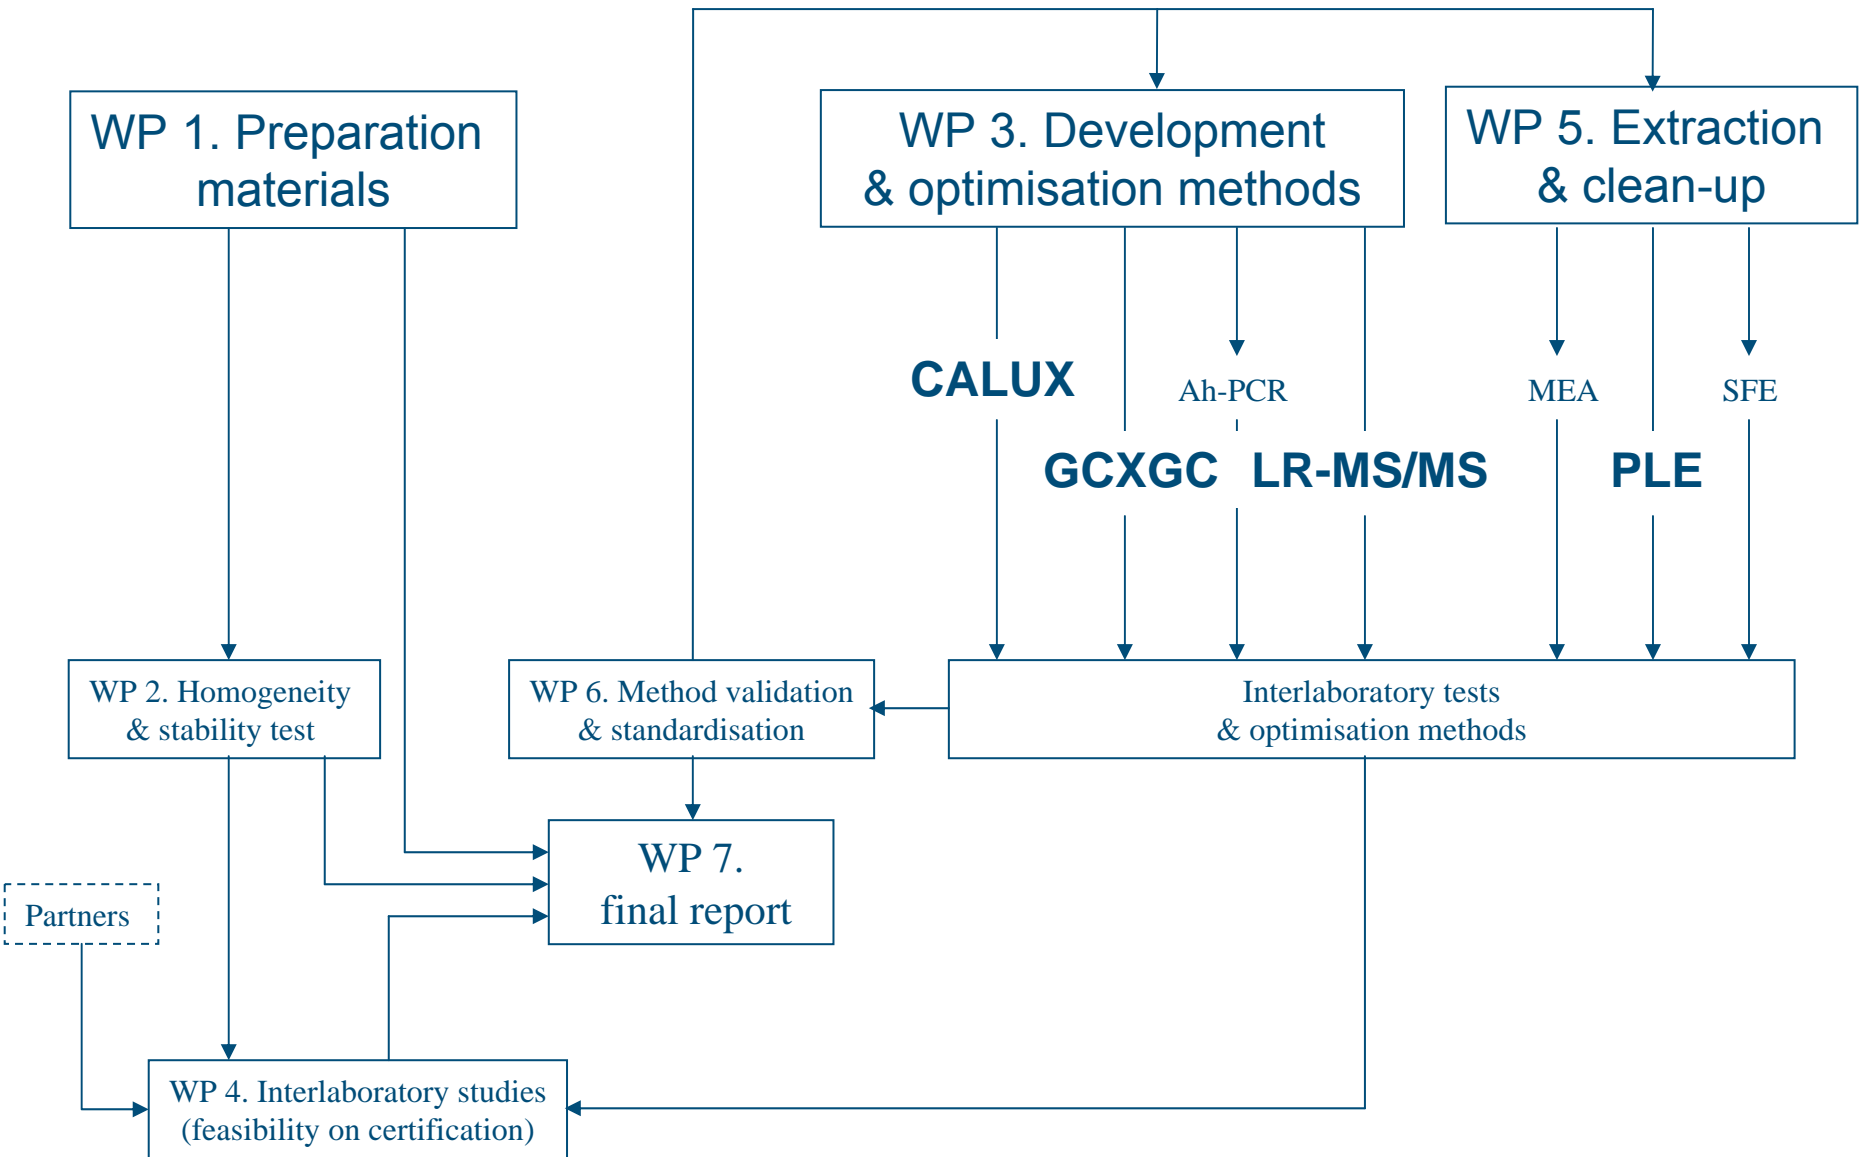 WP 1. Preparation
materials
WP 3. Development
& optimisation methods
WP 5. Extraction
& clean-up
CALUX
Ah-PCR
MEA
SFE
GCXGC
LR-MS/MS
PLE
WP 2. Homogeneity
& stability test
WP 6. Method validation
& standardisation
Interlaboratory tests
& optimisation methods
WP 7.
final report
Partners
WP 4. Interlaboratory studies
(feasibility on certification)